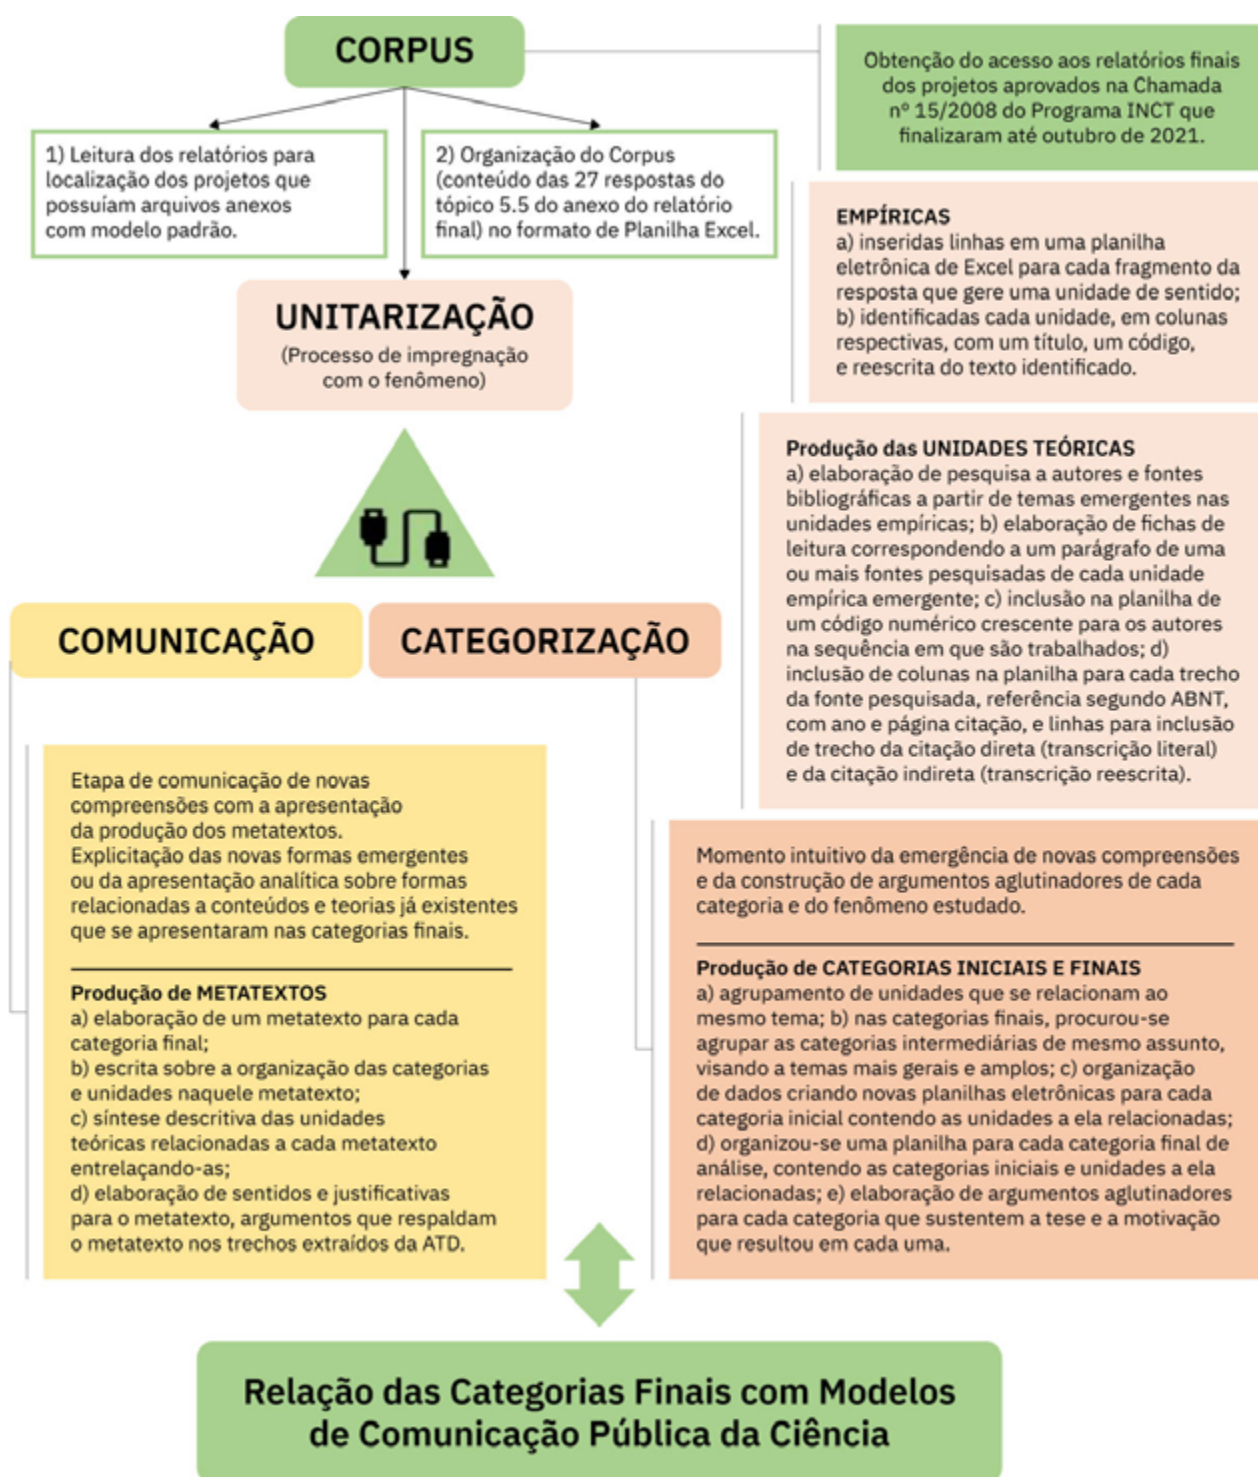 CORPUS
Obtenção do acesso aos relatórios finais
dos projetos aprovados na Chamada
nº 15/2008 do Programa INCT que
finalizaram até outubro de 2021.
1) Leitura dos relatórios para
localização dos projetos que
possuíam arquivos anexos
com modelo padrão.
2) Organização do Corpus
(conteúdo das 27 respostas do
tópico 5.5 do anexo do relatório
final) no formato de Planilha Excel.
UNITARIZAÇÃO
(Processo de impregnação
com o fenômeno)
EMPÍRICAS
a) inseridas linhas em uma planilha
eletrônica de Excel para cada fragmento da
resposta que gere uma unidade de sentido;
b) identificadas cada unidade, em colunas
respectivas, com um título, um código,
e reescrita do texto identificado.
Produção das UNIDADES TEÓRICAS
a) elaboração de pesquisa a autores e fontes
bibliográficas a partir de temas emergentes nas
unidades empíricas; b) elaboração de fichas de
leitura correspondendo a um parágrafo de uma
ou mais fontes pesquisadas de cada unidade
empírica emergente; c) inclusão na planilha de
um código numérico crescente para os autores
na sequência em que são trabalhados; d)
inclusão de colunas na planilha para cada trecho
da fonte pesquisada, referência segundo ABNT,
com ano e página citação, e linhas para inclusão
de trecho da citação direta (transcrição literal)
e da citação indireta (transcrição reescrita).
COMUNICAÇÃO
CATEGORIZAÇÃO
Etapa de comunicação de novas
compreensões com a apresentação
da produção dos metatextos.
Explicitação das novas formas emergentes
ou da apresentação analítica sobre formas
relacionadas a conteúdos e teorias já existentes
que se apresentaram nas categorias finais.
Produção de METATEXTOS
a) elaboração de um metatexto para cada
categoria final;
b) escrita sobre a organização das categorias
e unidades naquele metatexto;
c) síntese descritiva das unidades
teóricas relacionadas a cada metatexto
entrelaçando-as;
d) elaboração de sentidos e justificativas
para o metatexto, argumentos que respaldam
o metatexto nos trechos extraídos da ATD.
Momento intuitivo da emergência de novas compreensões
e da construção de argumentos aglutinadores de cada
categoria e do fenômeno estudado.
Produção de CATEGORIAS INICIAIS E FINAIS
a) agrupamento de unidades que se relacionam ao
mesmo tema; b) nas categorias finais, procurou-se
agrupar as categorias intermediárias de mesmo assunto,
visando a temas mais gerais e amplos; c) organização
de dados criando novas planilhas eletrônicas para cada
categoria inicial contendo as unidades a ela relacionadas;
d) organizou-se uma planilha para cada categoria final de
análise, contendo as categorias iniciais e unidades a ela
relacionadas; e) elaboração de argumentos aglutinadores
para cada categoria que sustentem a tese e a motivação
que resultou em cada uma.
Relação das Categorias Finais com Modelos
de Comunicação Pública da Ciência